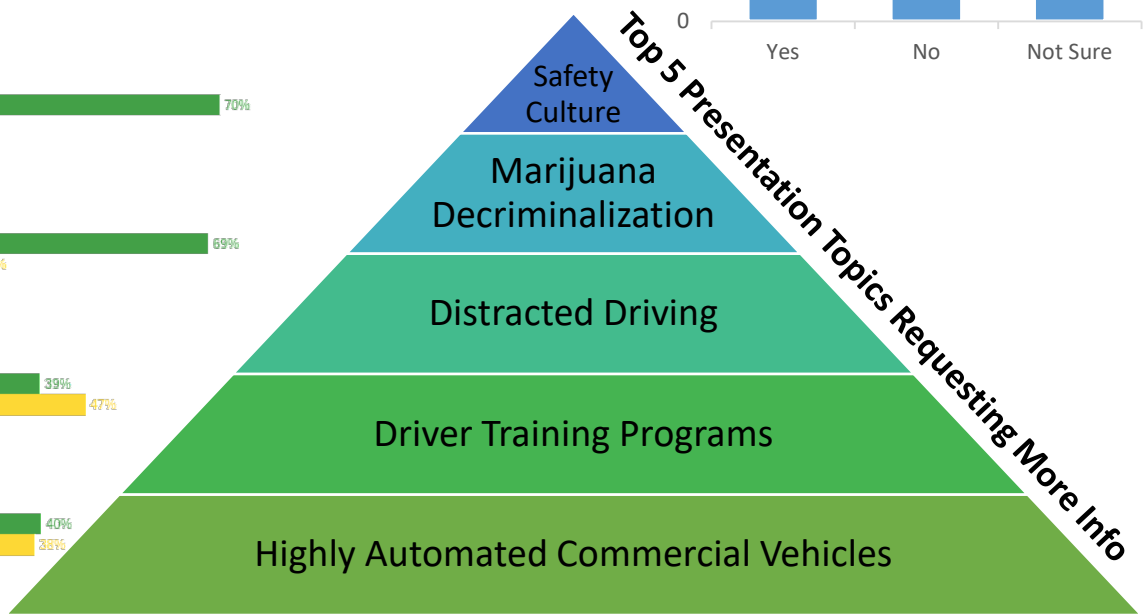 0
Yes
No
Not Sure
Top 5 Presentation Topics Requesting More Info
Safety
Culture
70%
Marijuana
Decriminalization
69%
Distracted Driving
39%
47%
Driver Training Programs
40%
Highly Automated Commercial Vehicles